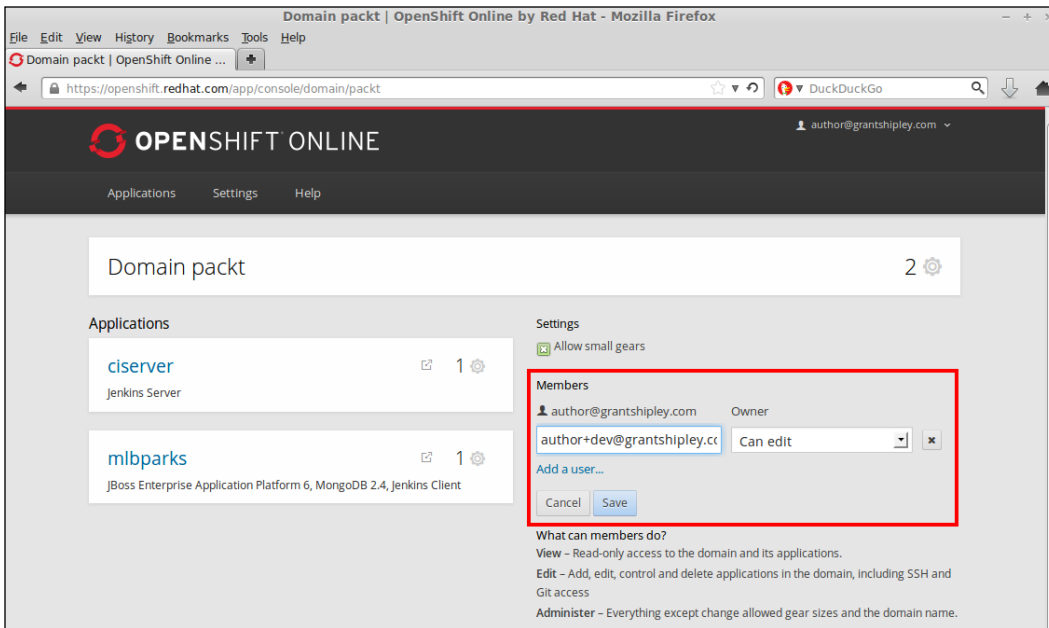 Domain packt | OpenShift Online by Red Hat - Mozilla Firefox
File Edit View History Bookmarks Tools Help
Domain packt | OpenShift Online ...
https://openshift.redhat.com/app/console/domain/packt
DuckDuckGo
OPENSHIFT ONLINE
author@grantshipley.com
Applications Settings Help
Domain packt
2
Applications
ciserver
1
Jenkins Server
mlbparks
1
JBoss Enterprise Application Platform 6, MongoDB 2.4, Jenkins Client
Settings
Allow small gears
Members
author@grantshipley.com Owner
author+dev@grantshipley.cc Can edit
Add a user...
Cancel Save
What can members do?
View – Read-only access to the domain and its applications.
Edit – Add, edit, control and delete applications in the domain, including SSH and
Git access
Administer – Everything except change allowed gear sizes and the domain name.